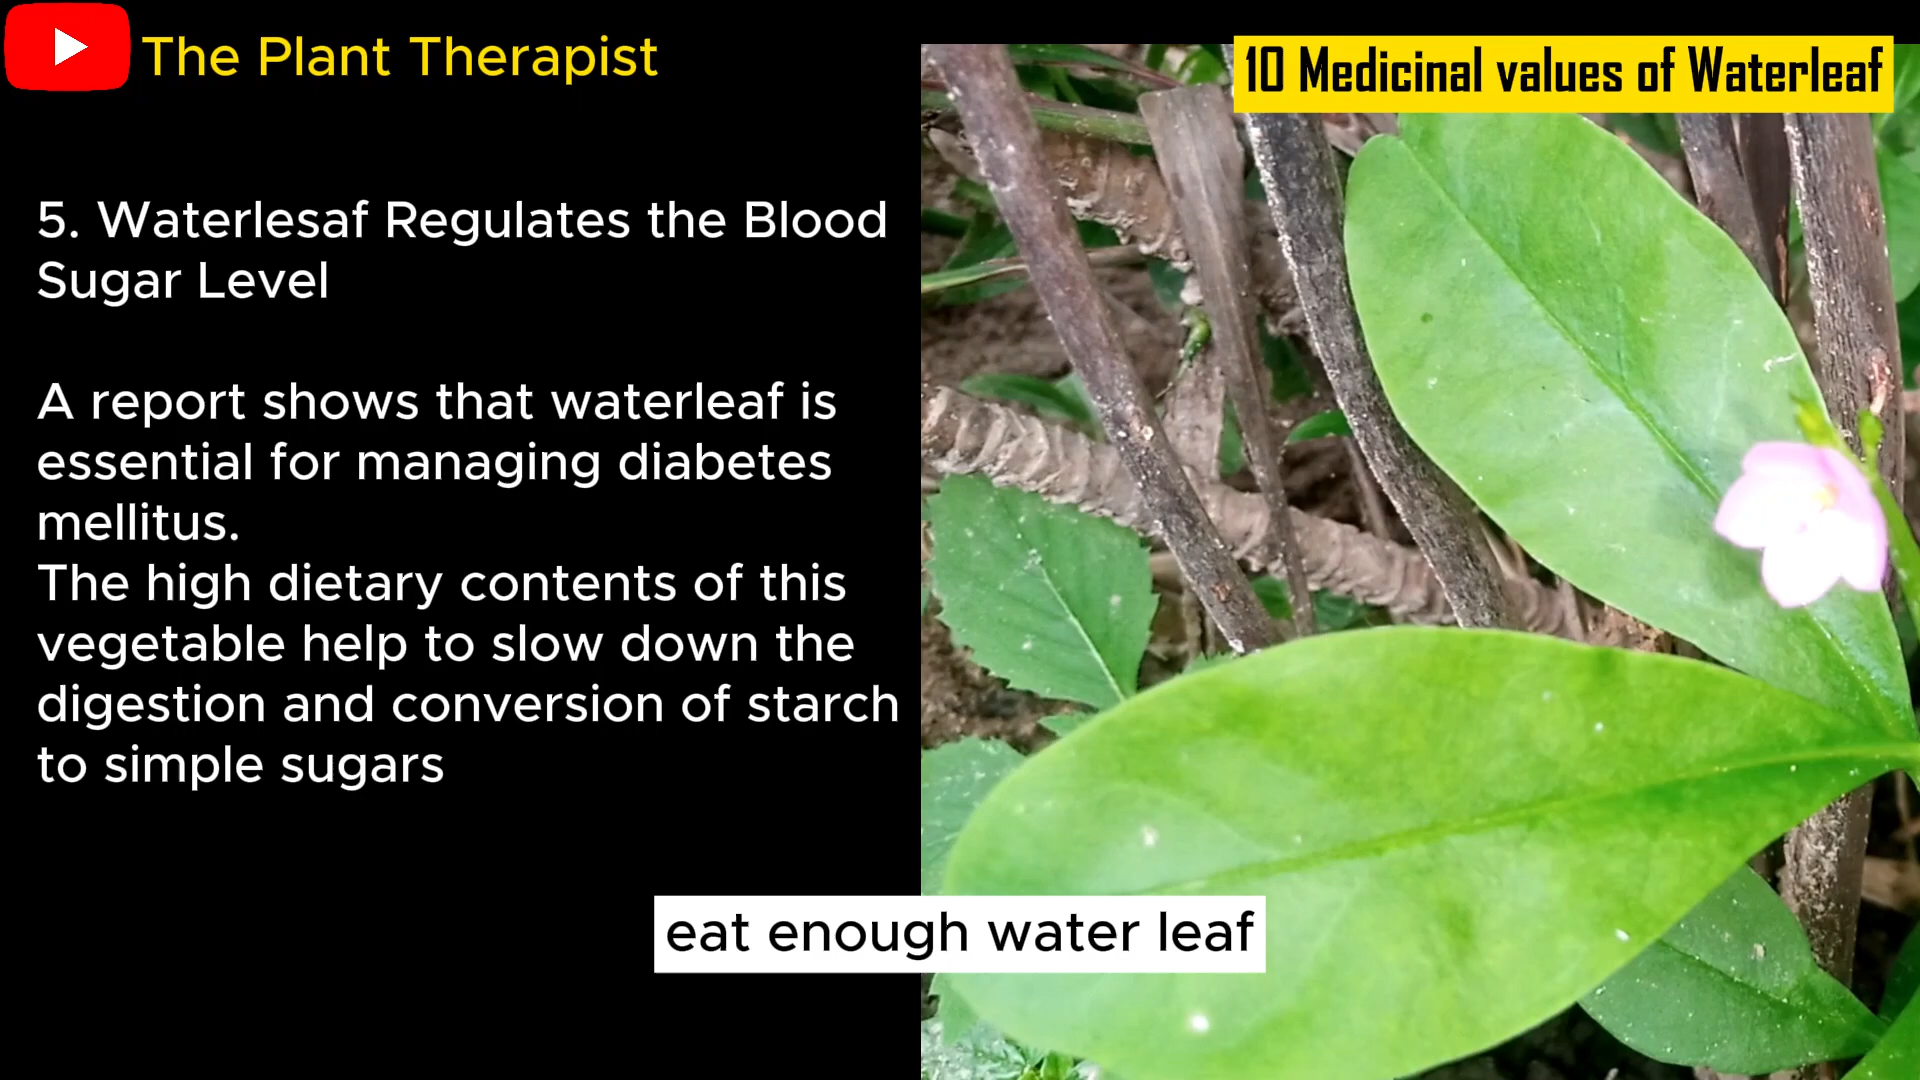 The Plant Therapist
10 Medicinal values of Waterleaf
5. Waterlesaf Regulates the Blood
Sugar Level
A report shows that waterleaf is
essential for managing diabetes
mellitus.
The high dietary contents of this
vegetable help to slow down the
digestion and conversion of starch
to simple sugars
eat enough water leaf